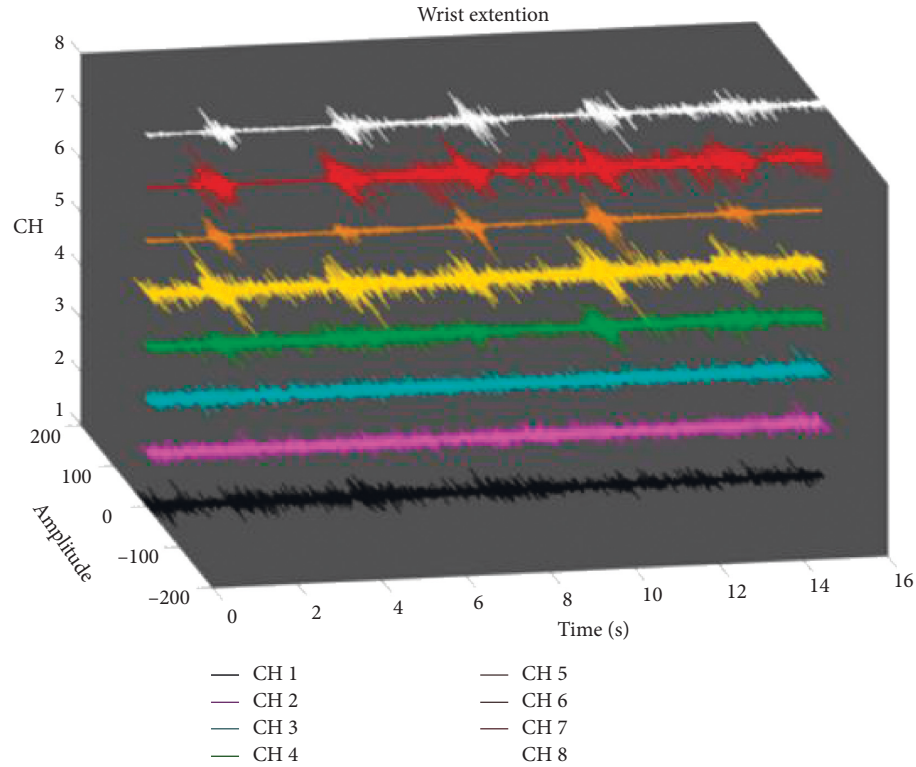 Wrist extention
8
7
6
5
4
3
2
1
CH
200
100
0
−100
−200
Amplitude
0
2
4
6
8
10
12
14
16
Time (s)
CH 1
CH 2
CH 3
CH 4
CH 5
CH 6
CH 7
CH 8